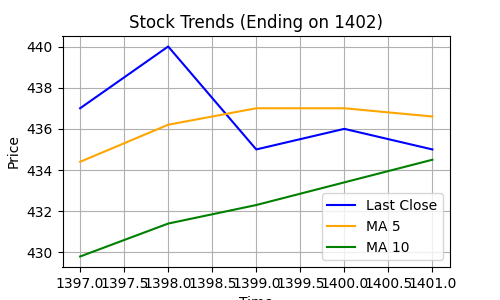 Stock Trends (Ending on 1402)
Price
440
438
436
434
432
430
Last Close
MA 5
MA 10
1397.0 1397.5 1398.0 1398.5 1399.0 1399.5 1400.0 1400.5 1401.0
Time